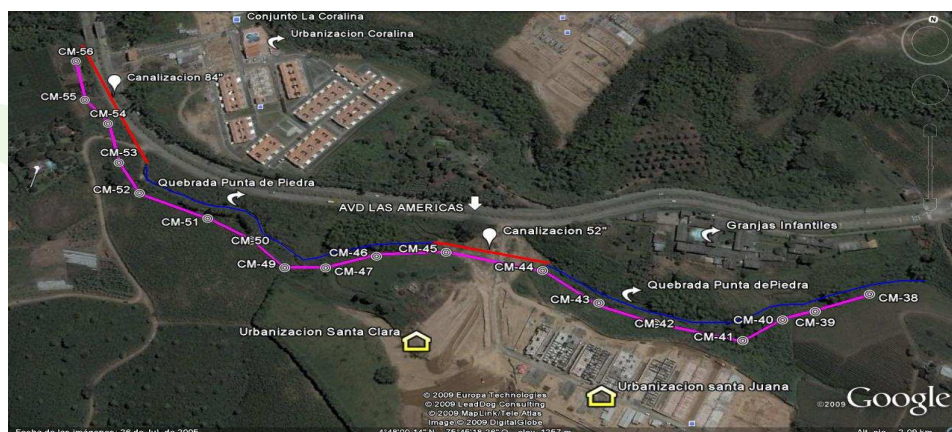 Conjunto La Coralina
Urbanizacion Coralina
CM-56
Canalizacion 84"
CM-55
CM-54
CM-53
CM-52
Quebrada Punta de Piedra
AVD LAS AMERICAS
CM-51
CM-50
CM-49
CM-47
CM-46
CM-45
Canalizacion 52"
CM-44
Granjas Infantiles
CM-43
Quebrada Punta dePiedra
CM-42
CM-41
CM-40
CM-39
CM-38
Urbanizacion Santa Clara
Urbanizacion santa Juana
N
© 2009 Europa Technologies
© 2009 LeadDog Consulting
© 2009 MapLink/Tele Atlas
Image © 2009 DigitalGlobe
©2009 Google